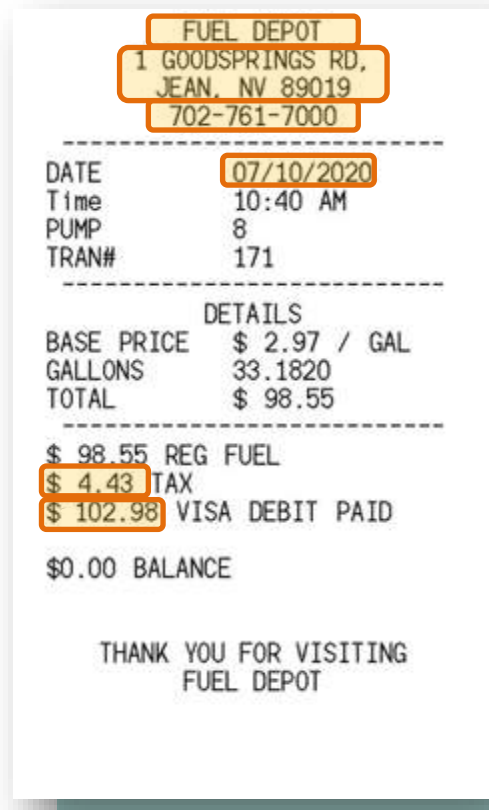 FUEL DEPOT
1 GOODSPRINGS RD,
JEAN, NV 89019
702-761-7000
------------------------------
DATE 07/10/2020
Time 10:40 AM
PUMP 8
TRAN# 171
------------------------------
DETAILS
BASE PRICE $ 2.97 / GAL
GALLONS 33.1820
TOTAL $ 98.55
------------------------------
$ 98.55 REG FUEL
$ 4.43 TAX
$ 102.98 VISA DEBIT PAID
$0.00 BALANCE
THANK YOU FOR VISITING
FUEL DEPOT